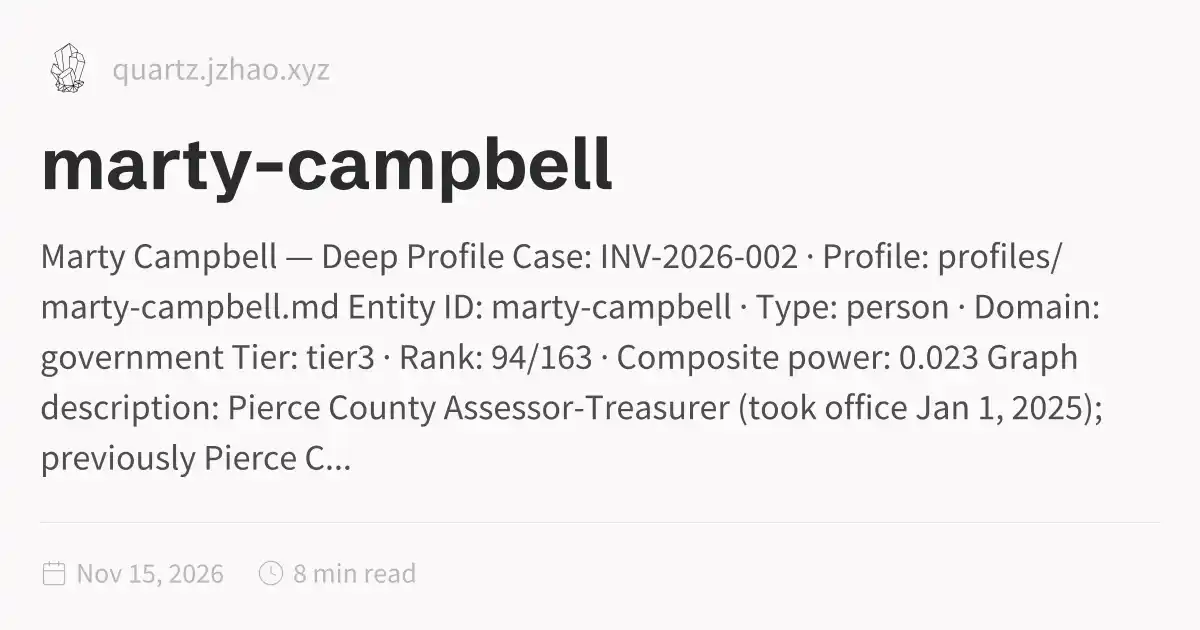 quartz.jzhao.xyz
marty-campbell
Marty Campbell — Deep Profile Case: INV-2026-002 · Profile: profiles/
marty-campbell.md Entity ID: marty-campbell · Type: person · Domain:
government Tier: tier3 · Rank: 94/163 · Composite power: 0.023 Graph
description: Pierce County Assessor-Treasurer (took office Jan 1, 2025);
previously Pierce C...
Nov 15, 2026 8 min read